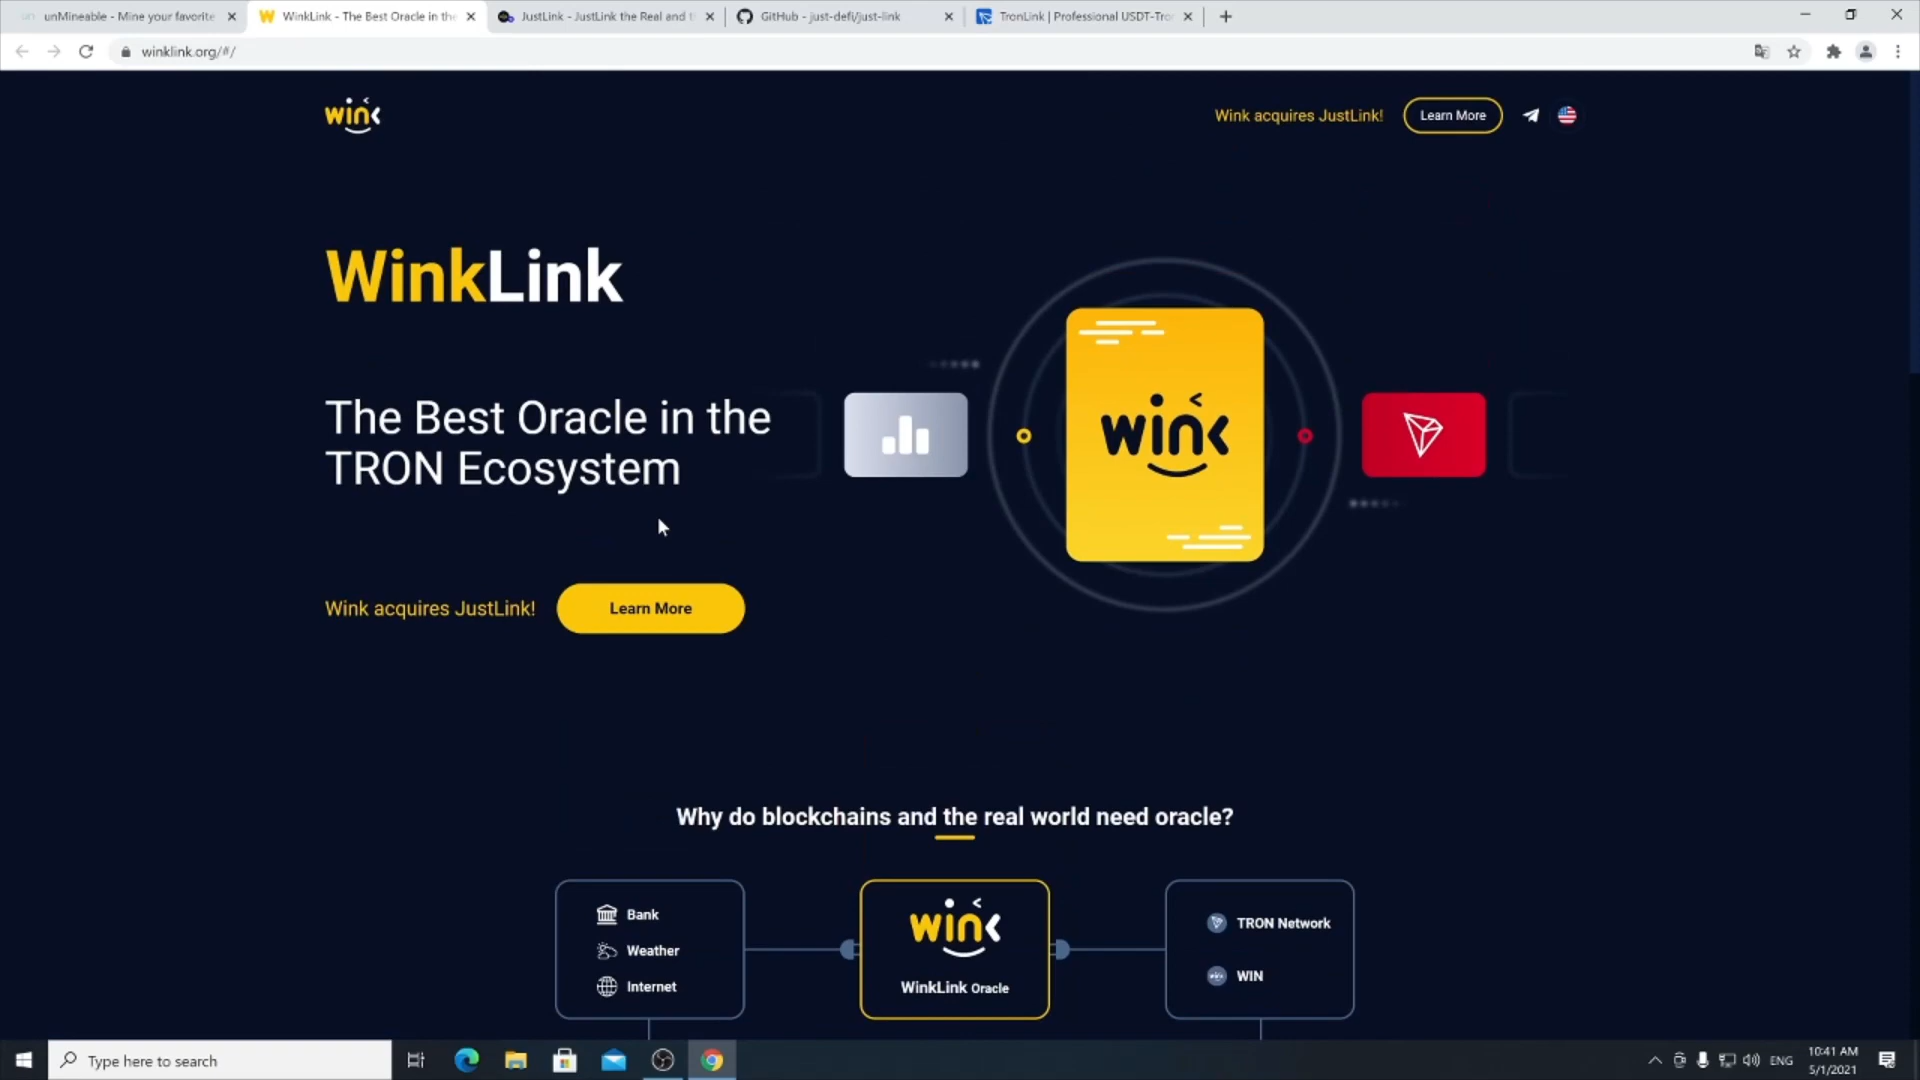 unMineable - Mine your favorite
WinkLink - The Best Oracle in the
JustLink - JustLink the Real and t
GitHub - just-defi/just-link
TronLink | Professional USDT-Tro
winklink.org/#/
wink
Wink acquires JustLink!
Learn More
WinkLink
The Best Oracle in the
TRON Ecosystem
wink
Wink acquires JustLink!
Learn More
Why do blockchains and the real world need oracle?
Bank
Weather
Internet
wink
WinkLink Oracle
TRON Network
WIN
Type here to search
ENG
10:41 AM
5/1/2021